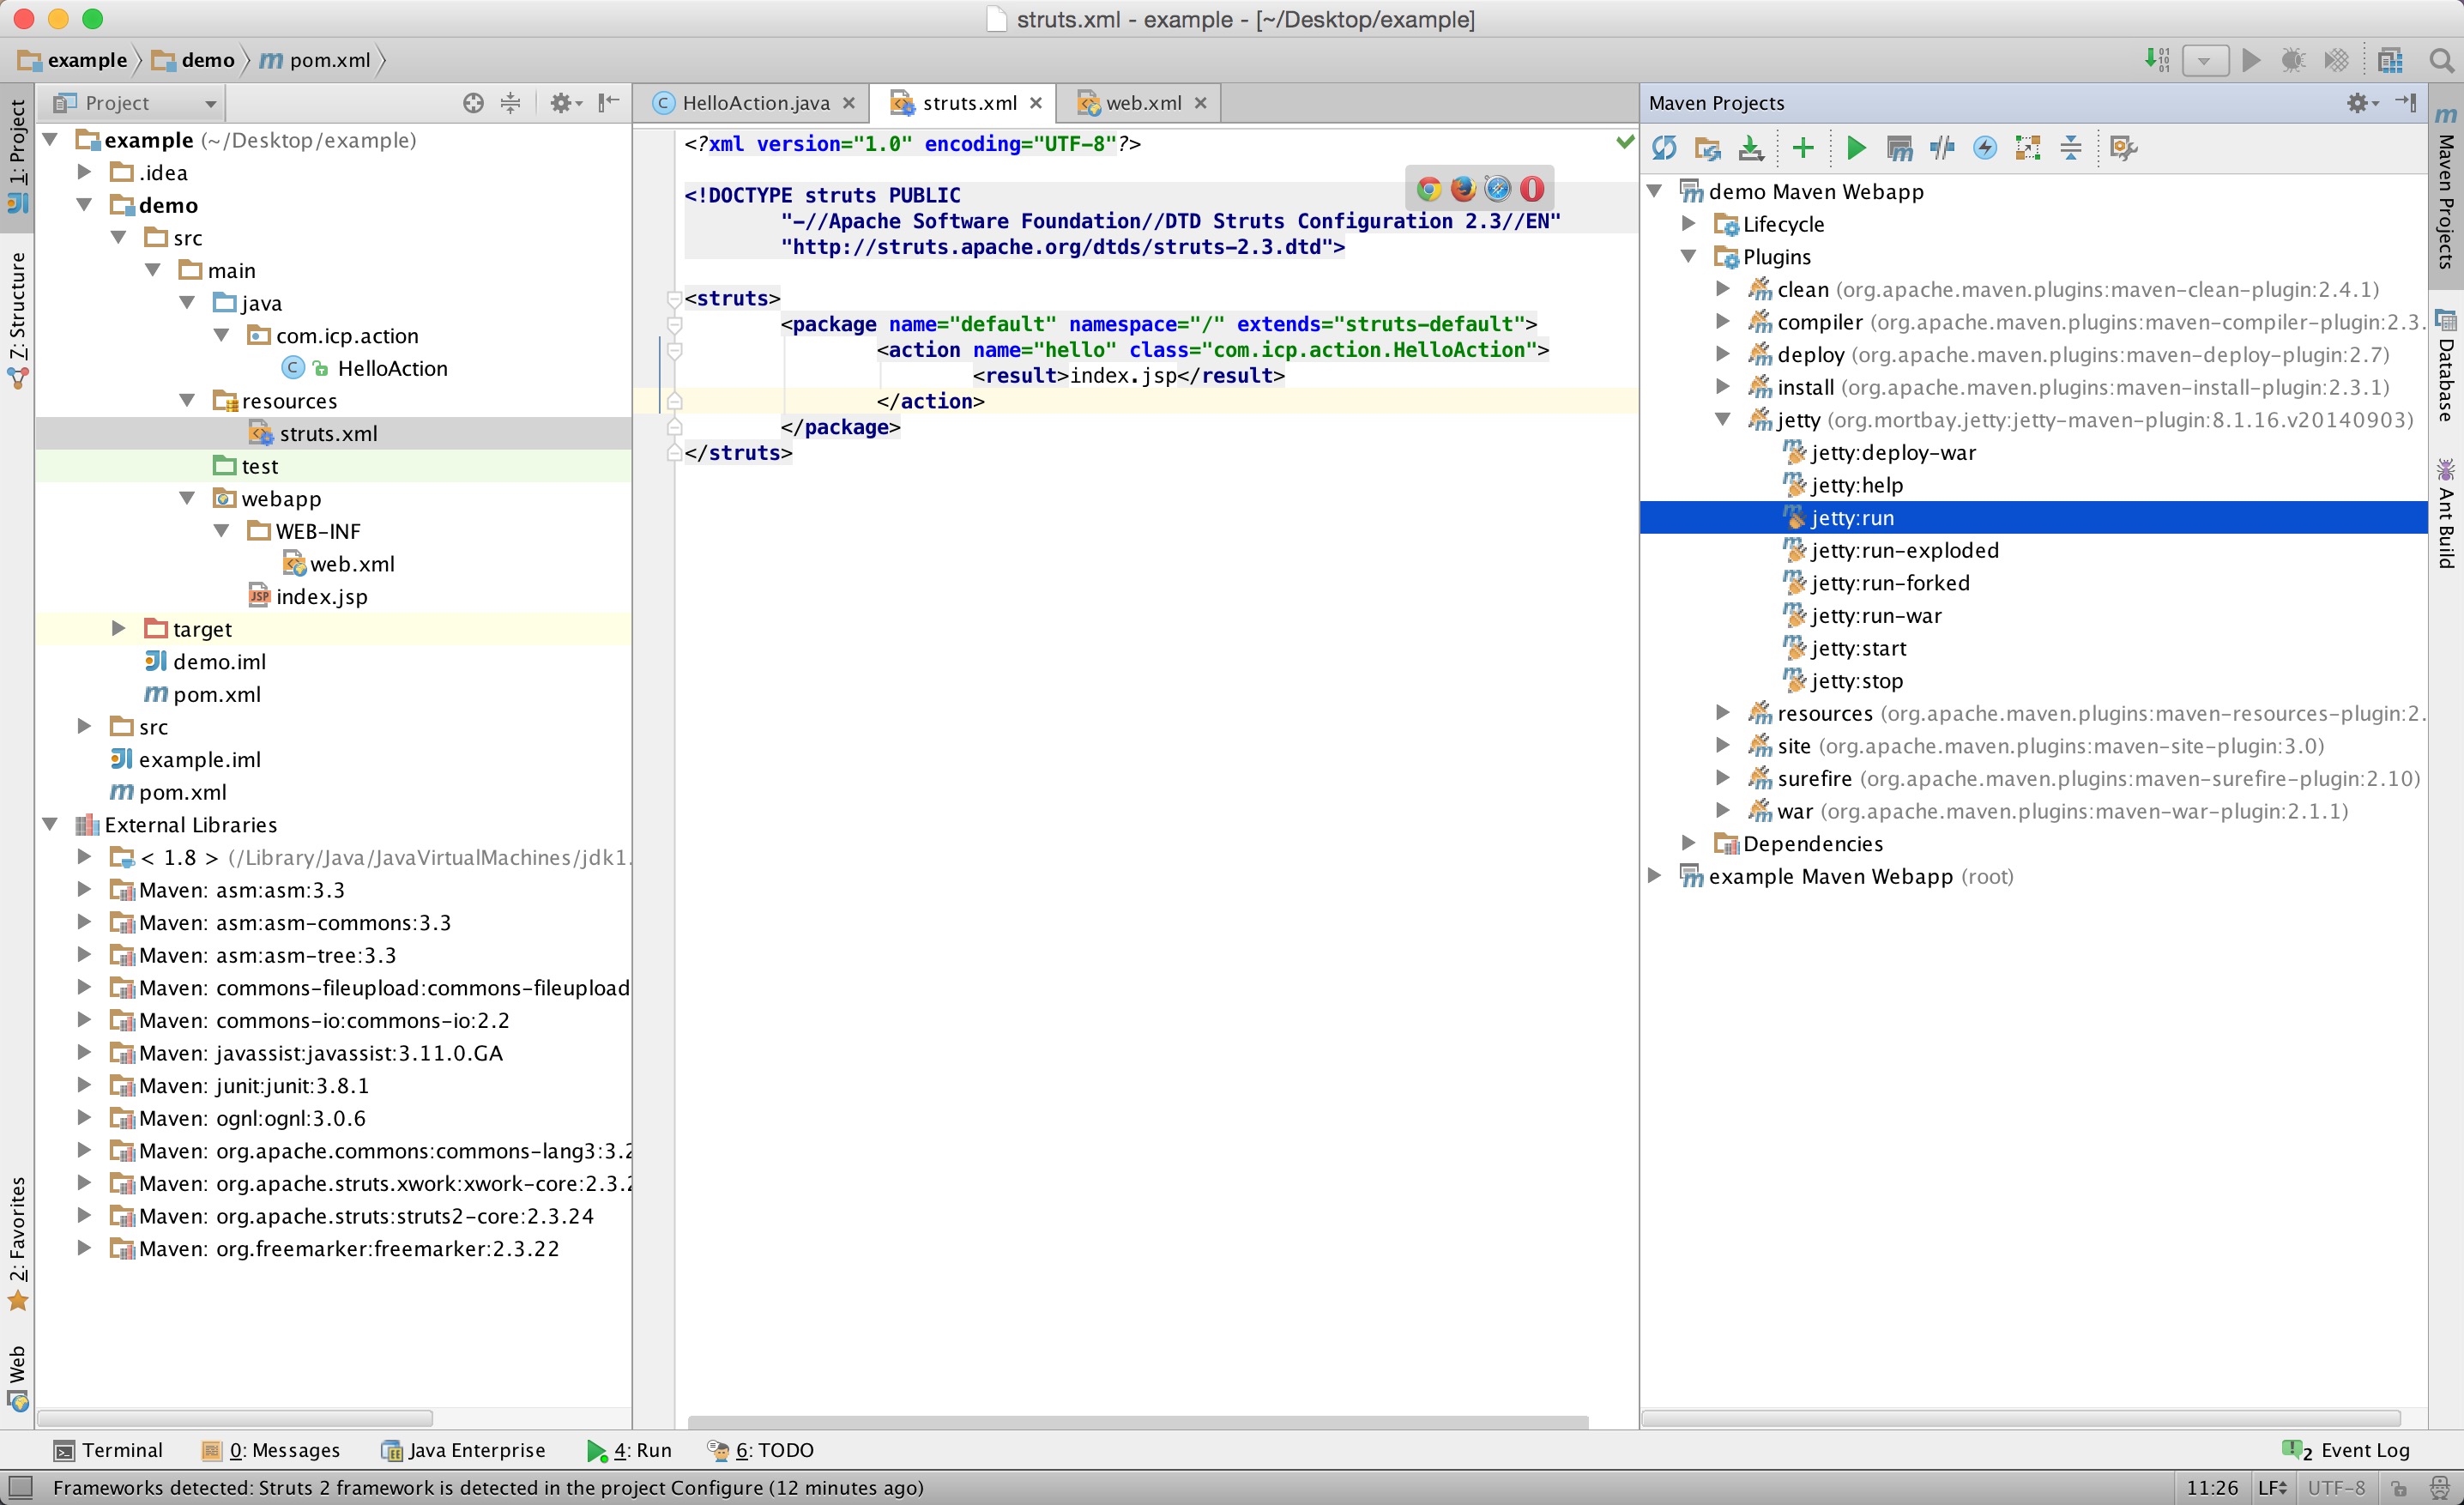 struts.xml - example - [~/Desktop/example]
example demo pom.xml
Project
HelloAction.java struts.xml web.xml
Maven Projects
1: Project
7: Structure
2: Favorites
Web
example (~/Desktop/example)
.idea
demo
src
main
java
com.icp.action
HelloAction
resources
struts.xml
test
webapp
WEB-INF
web.xml
index.jsp
target
demo.iml
pom.xml
src
example.iml
pom.xml
External Libraries
< 1.8 > (/Library/Java/JavaVirtualMachines/jdk1.
Maven: asm:asm:3.3
Maven: asm:asm-commons:3.3
Maven: asm:asm-tree:3.3
Maven: commons-fileupload:commons-fileupload
Maven: commons-io:commons-io:2.2
Maven: javassist:javassist:3.11.0.GA
Maven: junit:junit:3.8.1
Maven: ognl:ognl:3.0.6
Maven: org.apache.commons:commons-lang3:3.2
Maven: org.apache.struts.xwork:xwork-core:2.3.2
Maven: org.apache.struts:struts2-core:2.3.24
Maven: org.freemarker:freemarker:2.3.22
<?xml version="1.0" encoding="UTF-8"?>
<!DOCTYPE struts PUBLIC
"-//Apache Software Foundation//DTD Struts Configuration 2.3//EN"
"http://struts.apache.org/dtds/struts-2.3.dtd">
<struts>
<package name="default" namespace="/" extends="struts-default">
<action name="hello" class="com.icp.action.HelloAction">
<result>index.jsp</result>
</action>
</package>
</struts>
demo Maven Webapp
Lifecycle
Plugins
clean (org.apache.maven.plugins:maven-clean-plugin:2.4.1)
compiler (org.apache.maven.plugins:maven-compiler-plugin:2.3.
deploy (org.apache.maven.plugins:maven-deploy-plugin:2.7)
install (org.apache.maven.plugins:maven-install-plugin:2.3.1)
jetty (org.mortbay.jetty:jetty-maven-plugin:8.1.16.v20140903)
jetty:deploy-war
jetty:help
jetty:run
jetty:run-exploded
jetty:run-forked
jetty:run-war
jetty:start
jetty:stop
resources (org.apache.maven.plugins:maven-resources-plugin:2.
site (org.apache.maven.plugins:maven-site-plugin:3.0)
surefire (org.apache.maven.plugins:maven-surefire-plugin:2.10)
war (org.apache.maven.plugins:maven-war-plugin:2.1.1)
Dependencies
example Maven Webapp (root)
Maven Projects
Database
Ant Build
Terminal 0: Messages Java Enterprise 4: Run 6: TODO 2 Event Log
Frameworks detected: Struts 2 framework is detected in the project Configure (12 minutes ago) 11:26 LF UTF-8